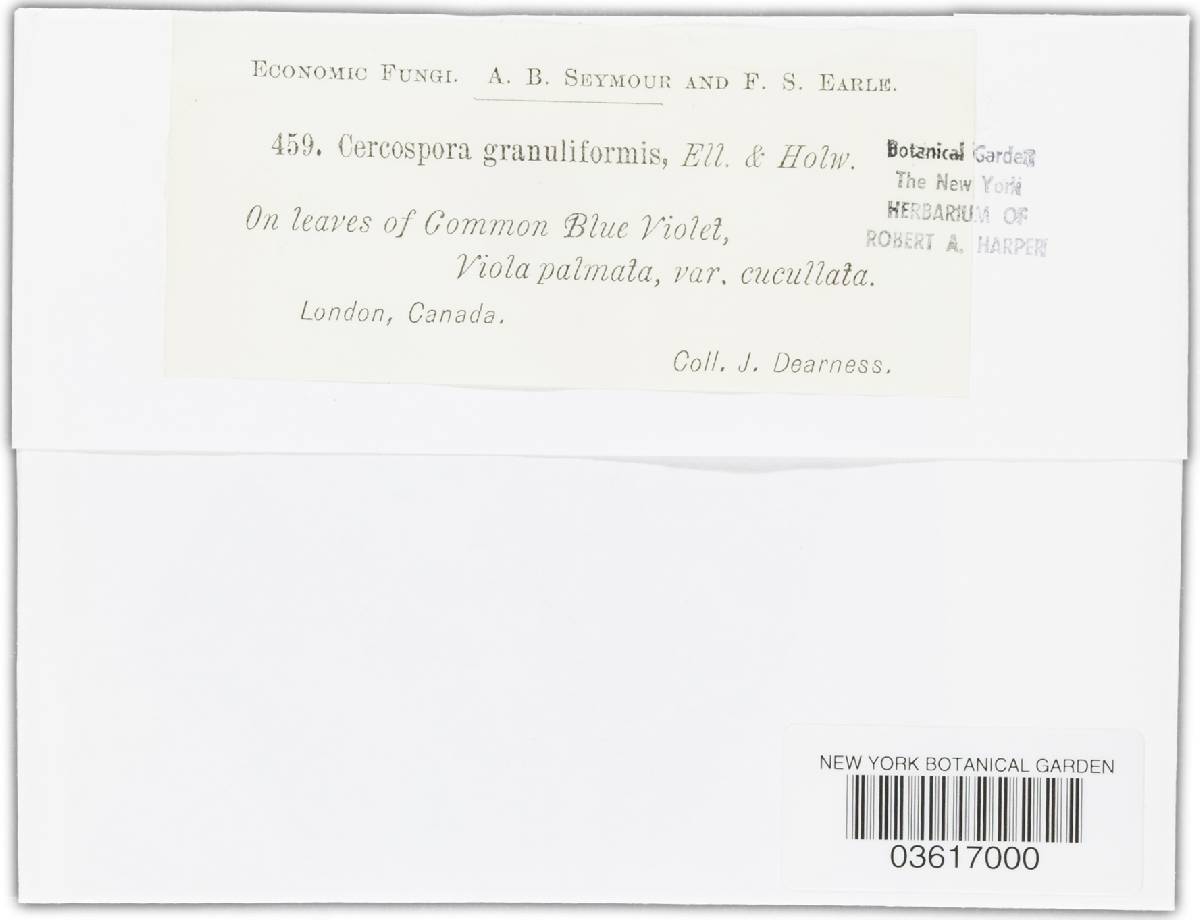 ECONOMIC FUNGI. A. B. SEYMOUR AND F. S. EARLE.
459. Cercospora granuliformis, Ell. & Holw.
On leaves of Common Blue Violet,
Viola palmata, var. cucullata.
London, Canada.
Coll. J. Dearness.
Botanical Garden
The New York
HERBARIUM OF
ROBERT A. HARPER
NEW YORK BOTANICAL GARDEN
03617000